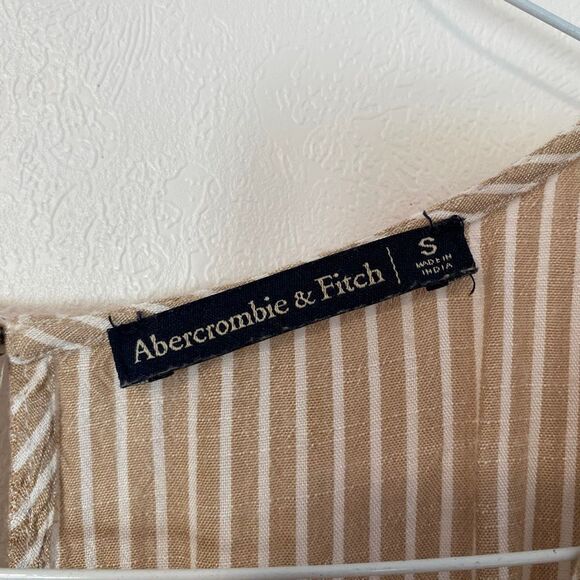 Abercrombie & Fitch
S
MADE IN
INDIA